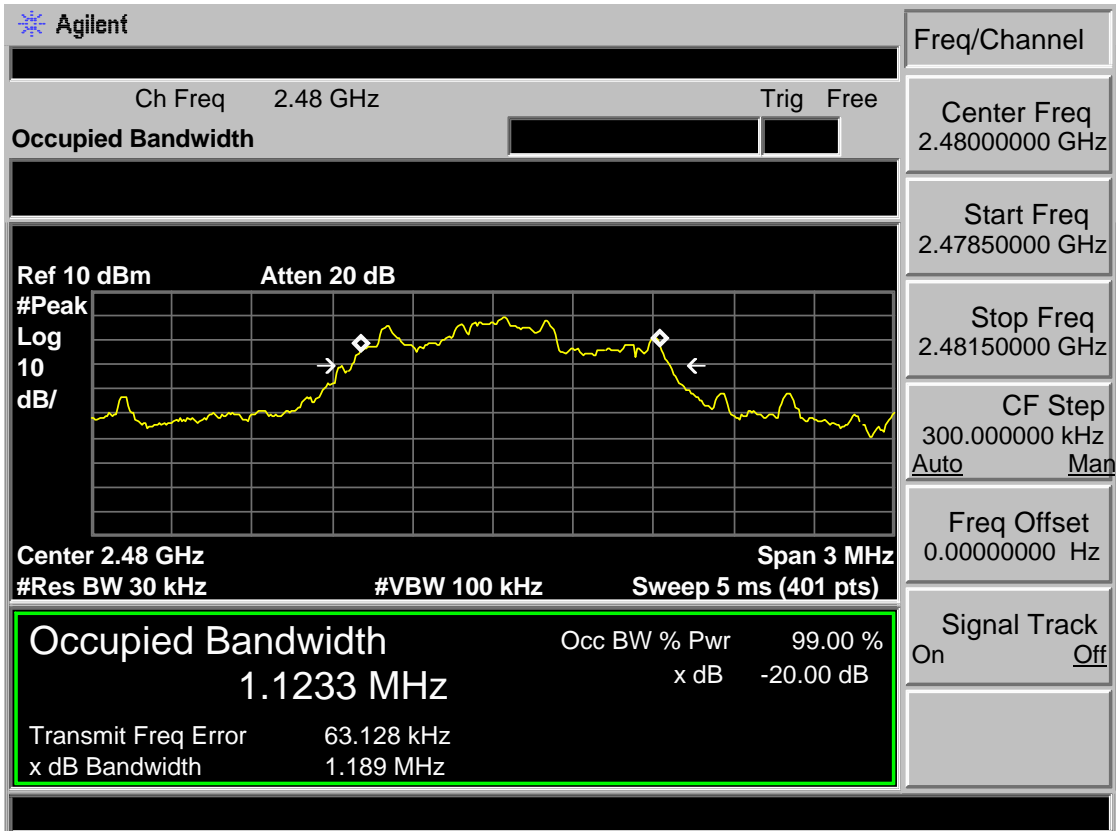 Agilent
Freq/Channel
Ch Freq 2.48 GHz Trig Free
Occupied Bandwidth
Center Freq
2.48000000 GHz
Start Freq
2.47850000 GHz
Stop Freq
2.48150000 GHz
CF Step
300.000000 kHz
Auto Man
Freq Offset
0.00000000 Hz
Signal Track
On Off
Ref 10 dBm Atten 20 dB
#Peak
Log
10
dB/
Center 2.48 GHz Span 3 MHz
#Res BW 30 kHz #VBW 100 kHz Sweep 5 ms (401 pts)
Occupied Bandwidth
1.1233 MHz
Occ BW % Pwr 99.00 %
x dB -20.00 dB
Transmit Freq Error 63.128 kHz
x dB Bandwidth 1.189 MHz